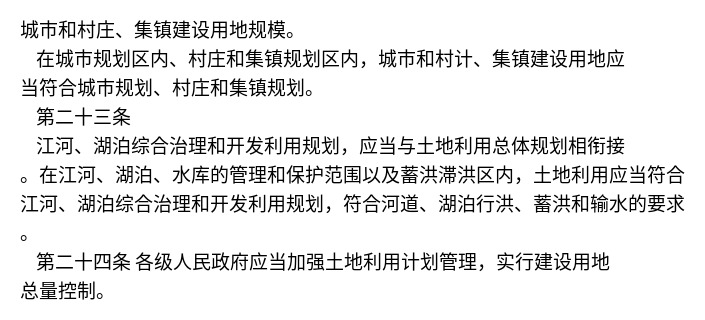 城市和村庄、集镇建设用地规模。
在城市规划区内、村庄和集镇规划区内，城市和村计、集镇建设用地应
当符合城市规划、村庄和集镇规划。
第二十三条
江河、湖泊综合治理和开发利用规划，应当与土地利用总体规划相衔接
。在江河、湖泊、水库的管理和保护范围以及蓄洪滞洪区内，土地利用应当符合
江河、湖泊综合治理和开发利用规划，符合河道、湖泊行洪、蓄洪和输水的要求
。
第二十四条 各级人民政府应当加强土地利用计划管理，实行建设用地
总量控制。